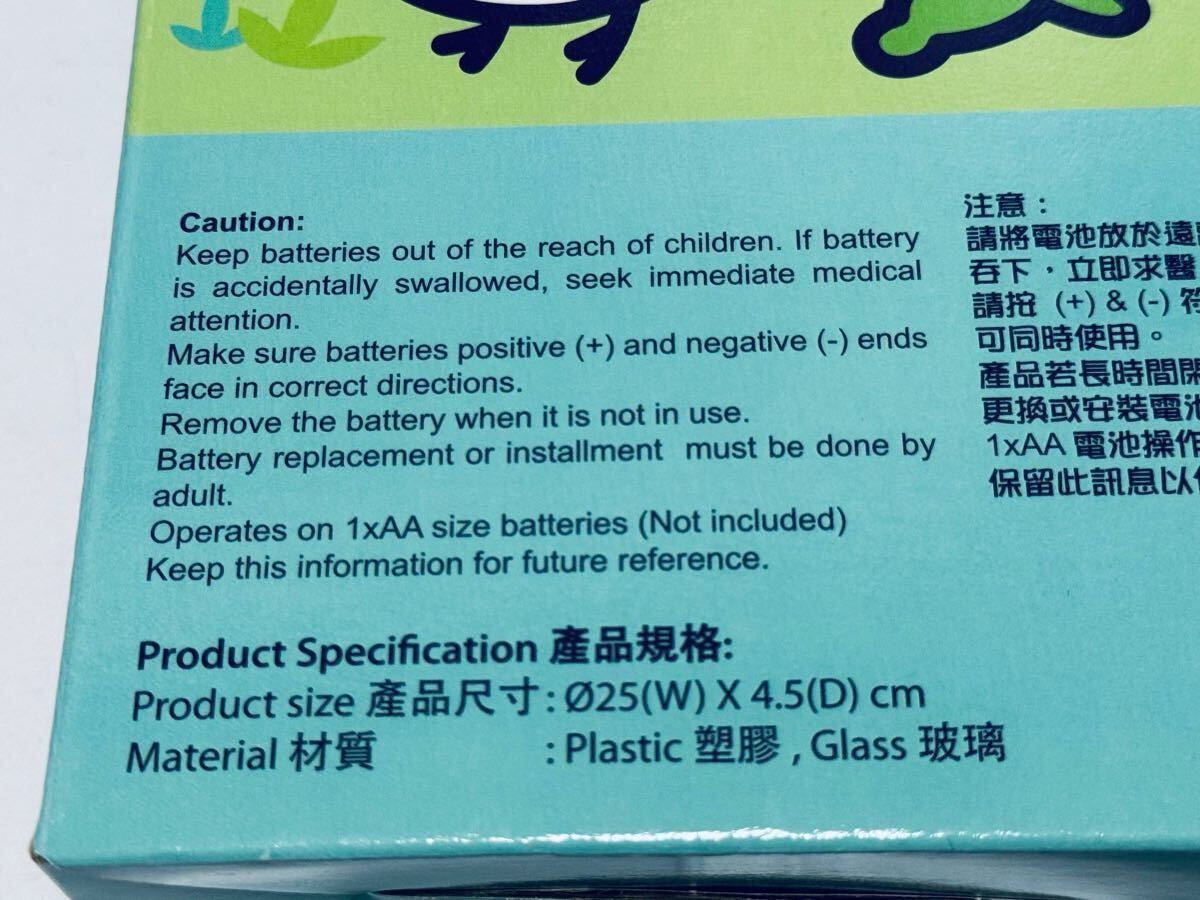 Caution:
Keep batteries out of the reach of children. If battery
is accidentally swallowed, seek immediate medical
attention.
Make sure batteries positive (+) and negative (-) ends
face in correct directions.
Remove the battery when it is not in use.
Battery replacement or installment must be done by
adult.
Operates on 1xAA size batteries (Not included)
Keep this information for future reference.
注意：
請將電池放於遠
吞下，立即求醫
請按 (+) & (-) 符
可同時使用。
產品若長時間閑
更換或安裝電池
1xAA 電池操作
保留此訊息以
Product Specification 產品規格:
Product size 產品尺寸: Ø25(W) X 4.5(D) cm
Material 材質 : Plastic 塑膠 , Glass 玻璃